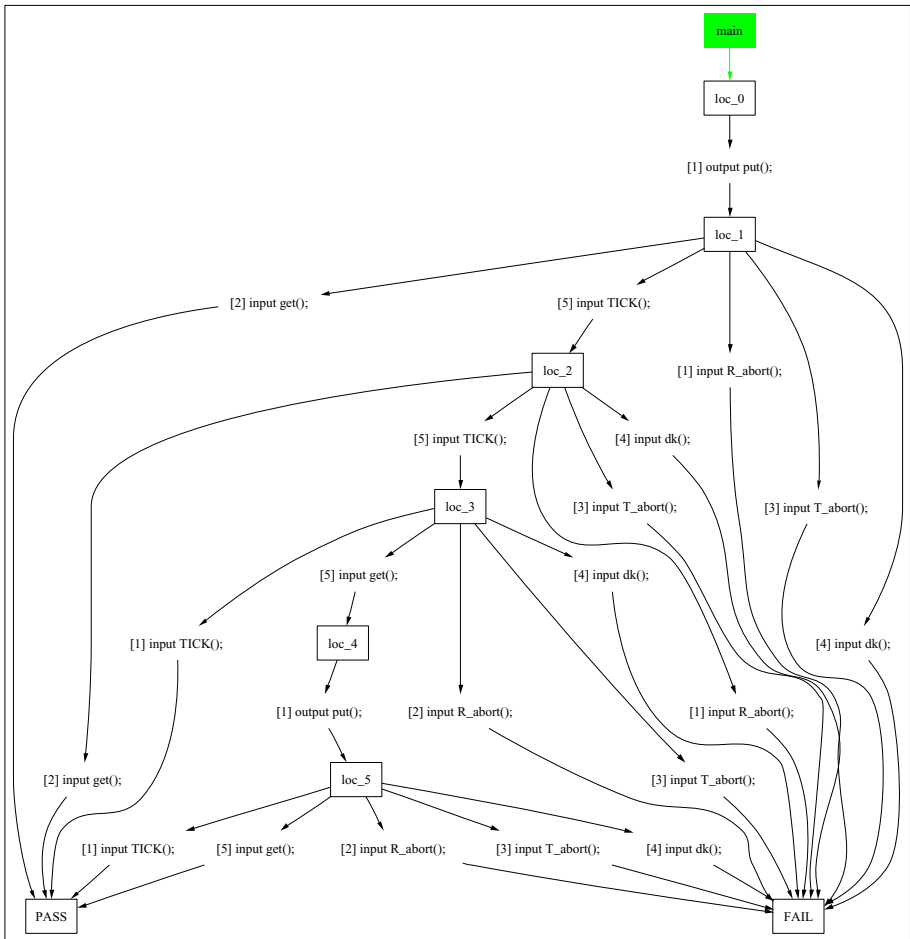 main
loc_0
[1] output put();
loc_1
[2] input get();
[5] input TICK();
loc_2
[1] input R_abort();
[5] input TICK();
[4] input dk();
loc_3
[3] input T_abort();
[3] input T_abort();
[5] input get();
[4] input dk();
[1] input TICK();
loc_4
[4] input dk();
[1] output put();
[2] input R_abort();
[1] input R_abort();
[2] input get();
loc_5
[3] input T_abort();
[1] input TICK();
[5] input get();
[2] input R_abort();
[3] input T_abort();
[4] input dk();
PASS
FAIL